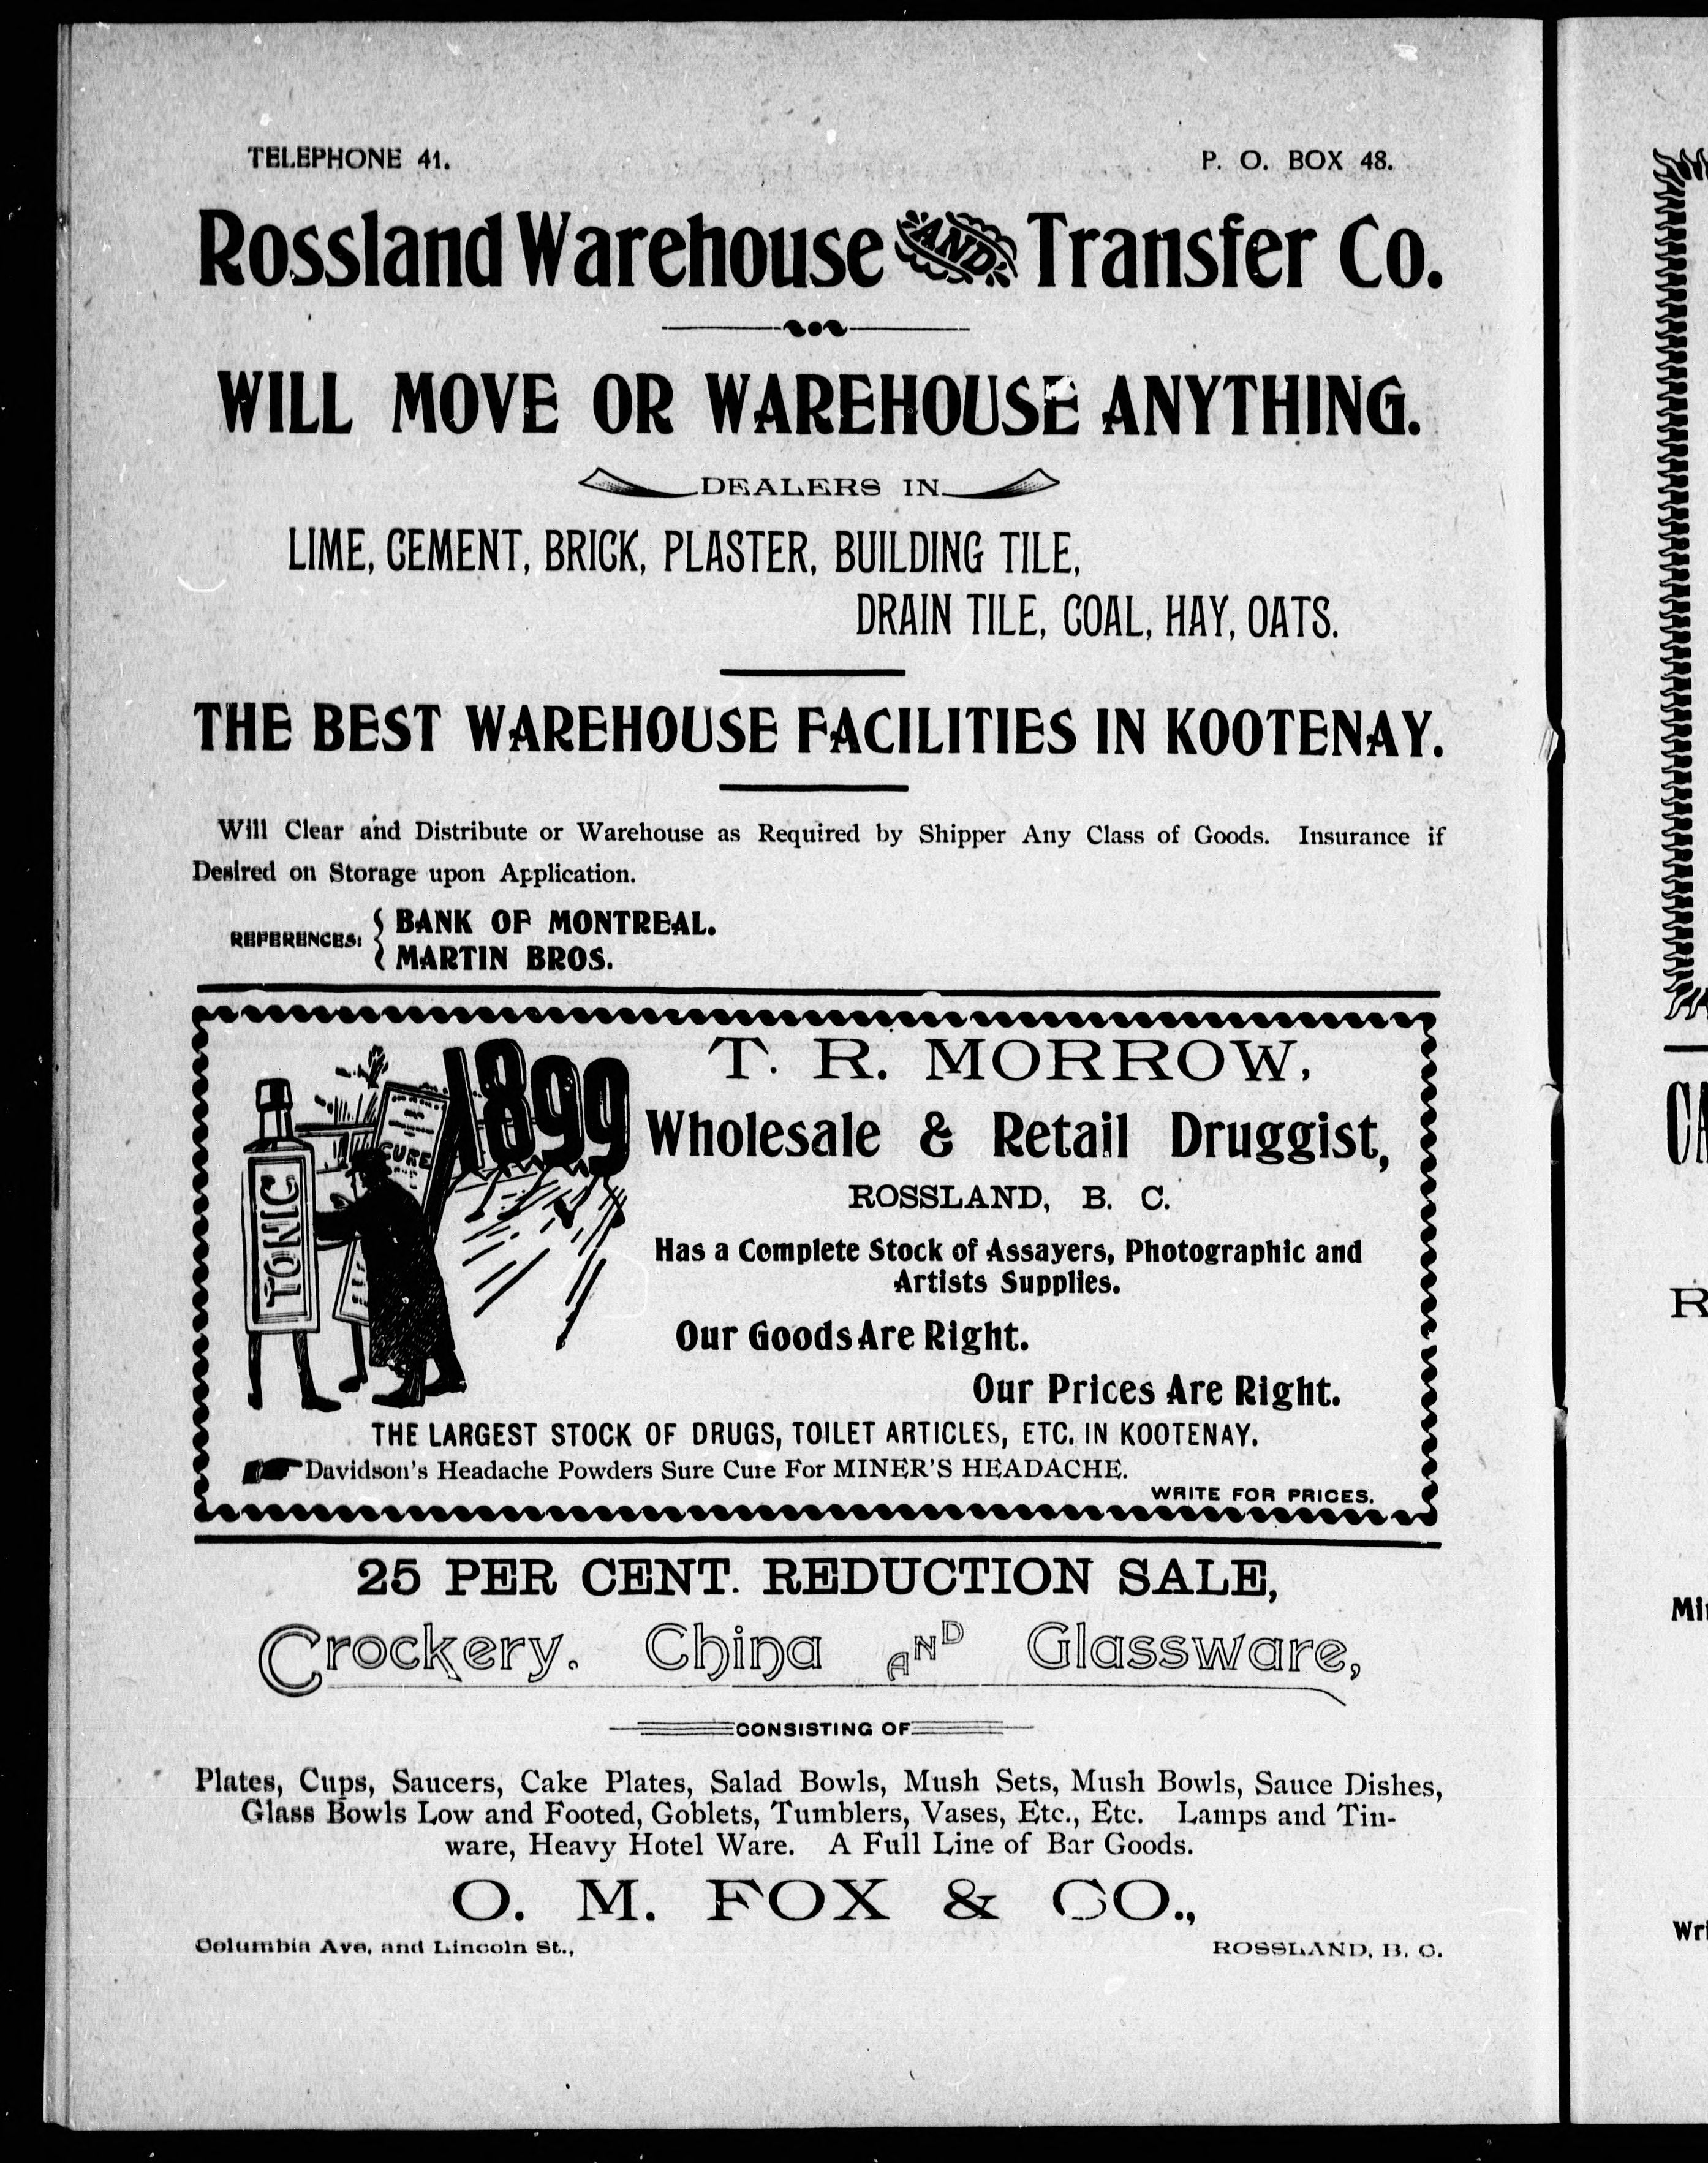 TELEPHONE 41.
P. O. BOX 48.
Rossland Warehouse AND Transfer Co.
WILL MOVE OR WAREHOUSE ANYTHING.
DEALERS IN
LIME, CEMENT, BRICK, PLASTER, BUILDING TILE,
DRAIN TILE, COAL, HAY, OATS.
THE BEST WAREHOUSE FACILITIES IN KOOTENAY.
Will Clear and Distribute or Warehouse as Required by Shipper Any Class of Goods. Insurance if
Desired on Storage upon Application.
REFERENCES: { BANK OF MONTREAL.
MARTIN BROS.
1899
CURE
TONIC
T. R. MORROW,
Wholesale & Retail Druggist,
ROSSLAND, B. C.
Has a Complete Stock of Assayers, Photographic and
Artists Supplies.
Our Goods Are Right.
Our Prices Are Right.
THE LARGEST STOCK OF DRUGS, TOILET ARTICLES, ETC. IN KOOTENAY.
Davidson's Headache Powders Sure Cure For MINER'S HEADACHE.
WRITE FOR PRICES.
25 PER CENT. REDUCTION SALE,
Crockery. China AND Glassware,
CONSISTING OF
Plates, Cups, Saucers, Cake Plates, Salad Bowls, Mush Sets, Mush Bowls, Sauce Dishes,
Glass Bowls Low and Footed, Goblets, Tumblers, Vases, Etc., Etc. Lamps and Tin-
ware, Heavy Hotel Ware. A Full Line of Bar Goods.
O. M. FOX & CO.,
Columbia Ave. and Lincoln St.,
ROSSLAND, B. C.